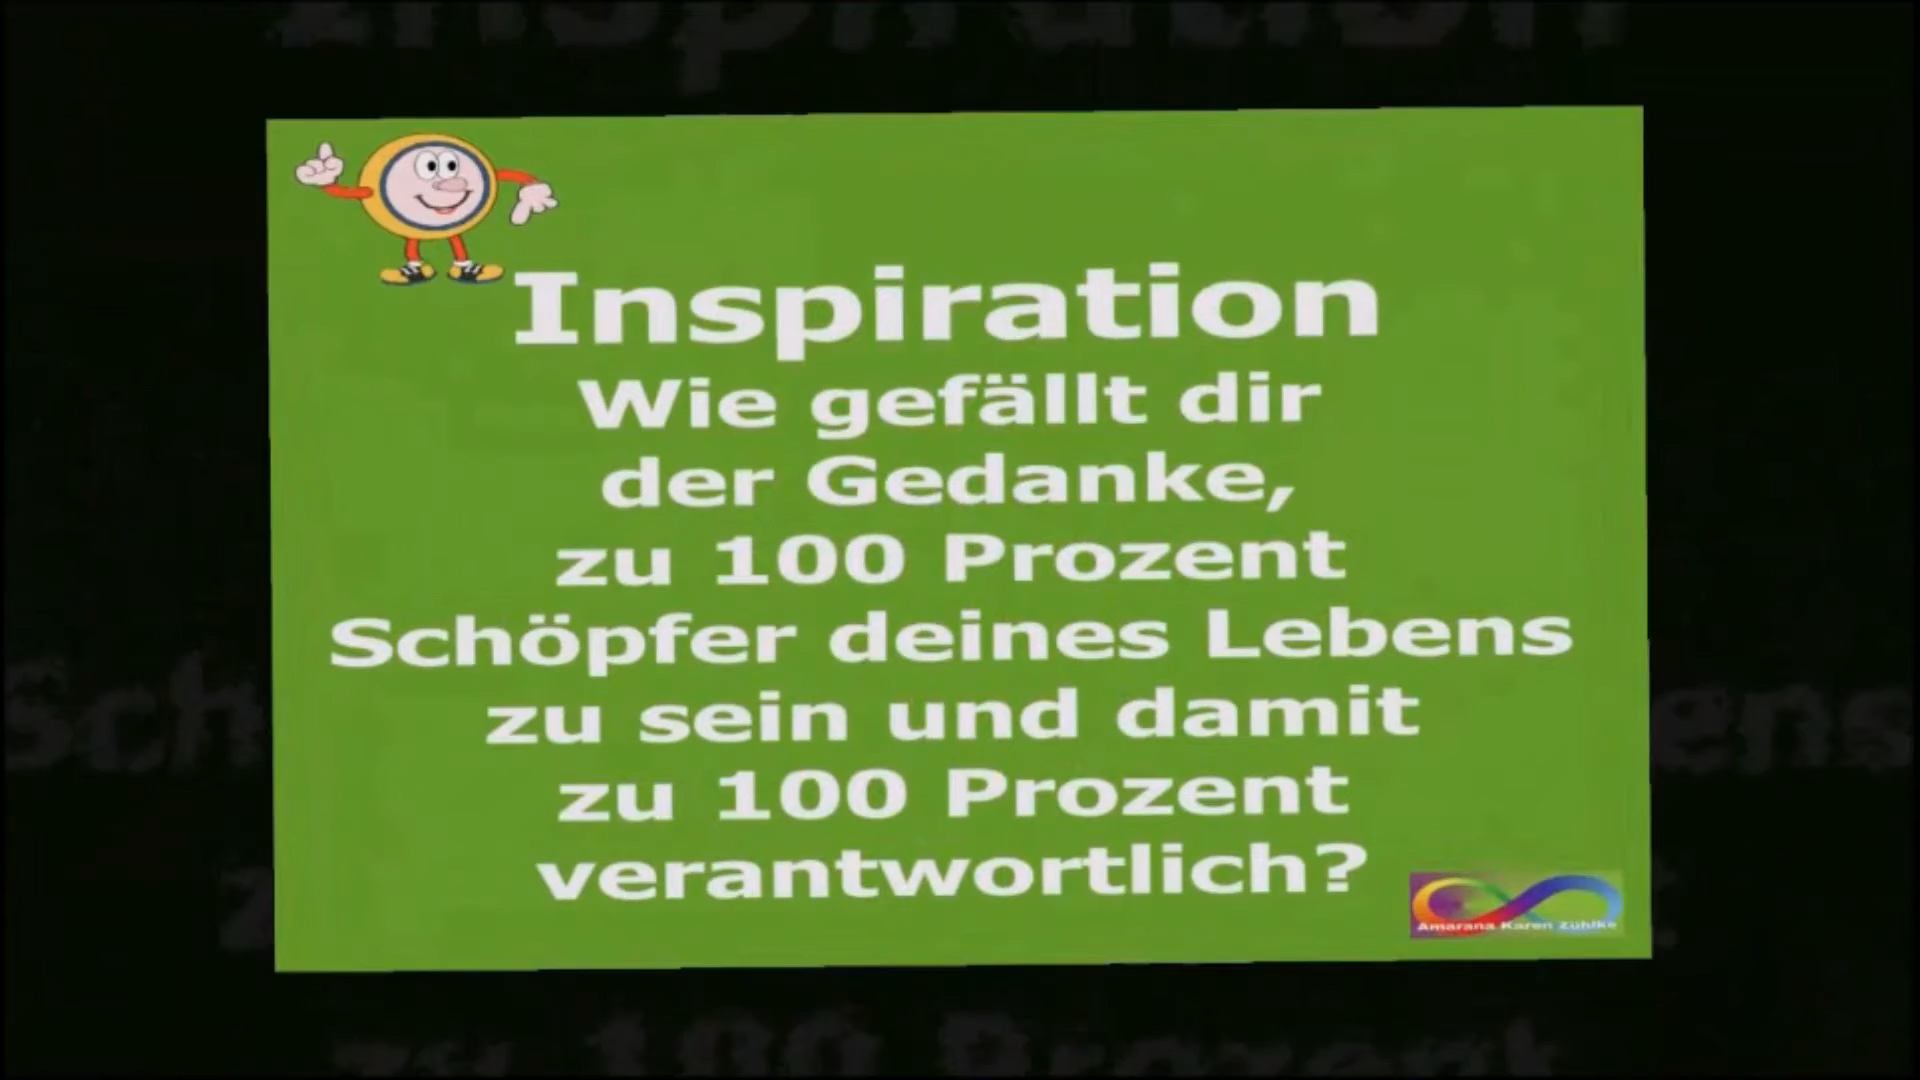 Inspiration
Wie gefällt dir
der Gedanke,
zu 100 Prozent
Schöpfer deines Lebens
zu sein und damit
zu 100 Prozent
verantwortlich?
Amarana Karen Zühlke